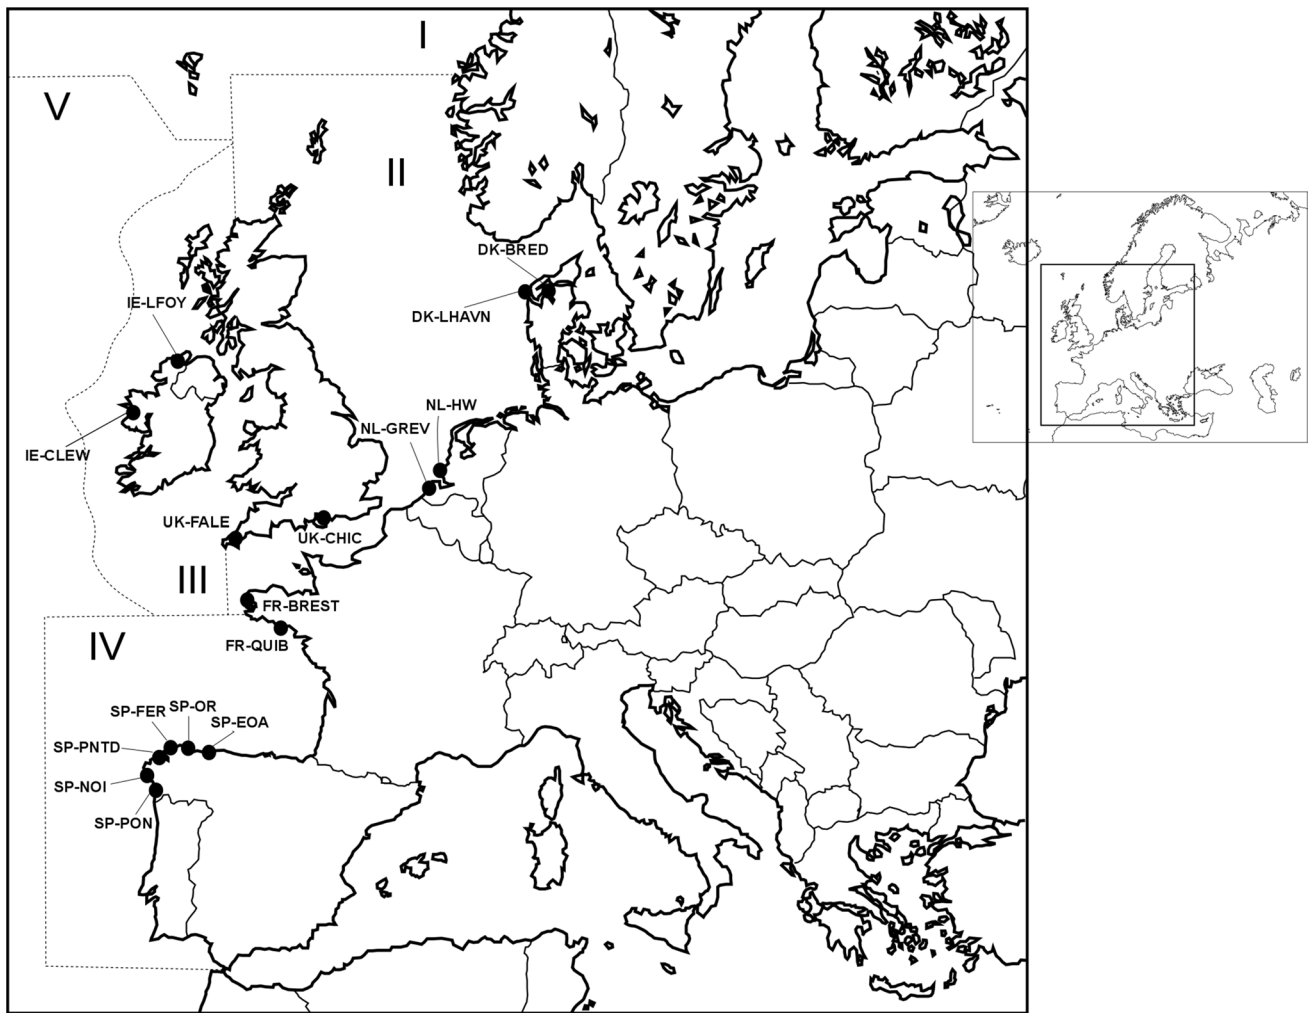 I
V
II
DK-BRED
IE-LFOY
DK-LHAVN
NL-HW
NL-GREV
IE-CLEW
UK-FALE
UK-CHIC
III
FR-BREST
IV
FR-QUIB
SP-FER
SP-OR
SP-EOA
SP-PNTD
SP-NOI
SP-PON